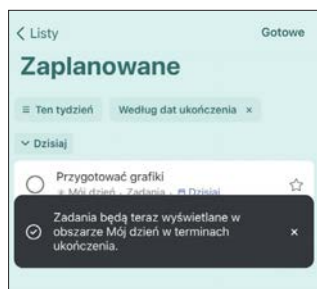 Listy
Gotowe
Zaplanowane
Ten tydzień
Według dat ukończenia ×
Dzisiaj
Przygotować grafiki
Mój dzień · Zadania · Dzisiaj
Zadania będą teraz wyświetlane w
obszarze Mój dzień w terminach
ukończenia.
×